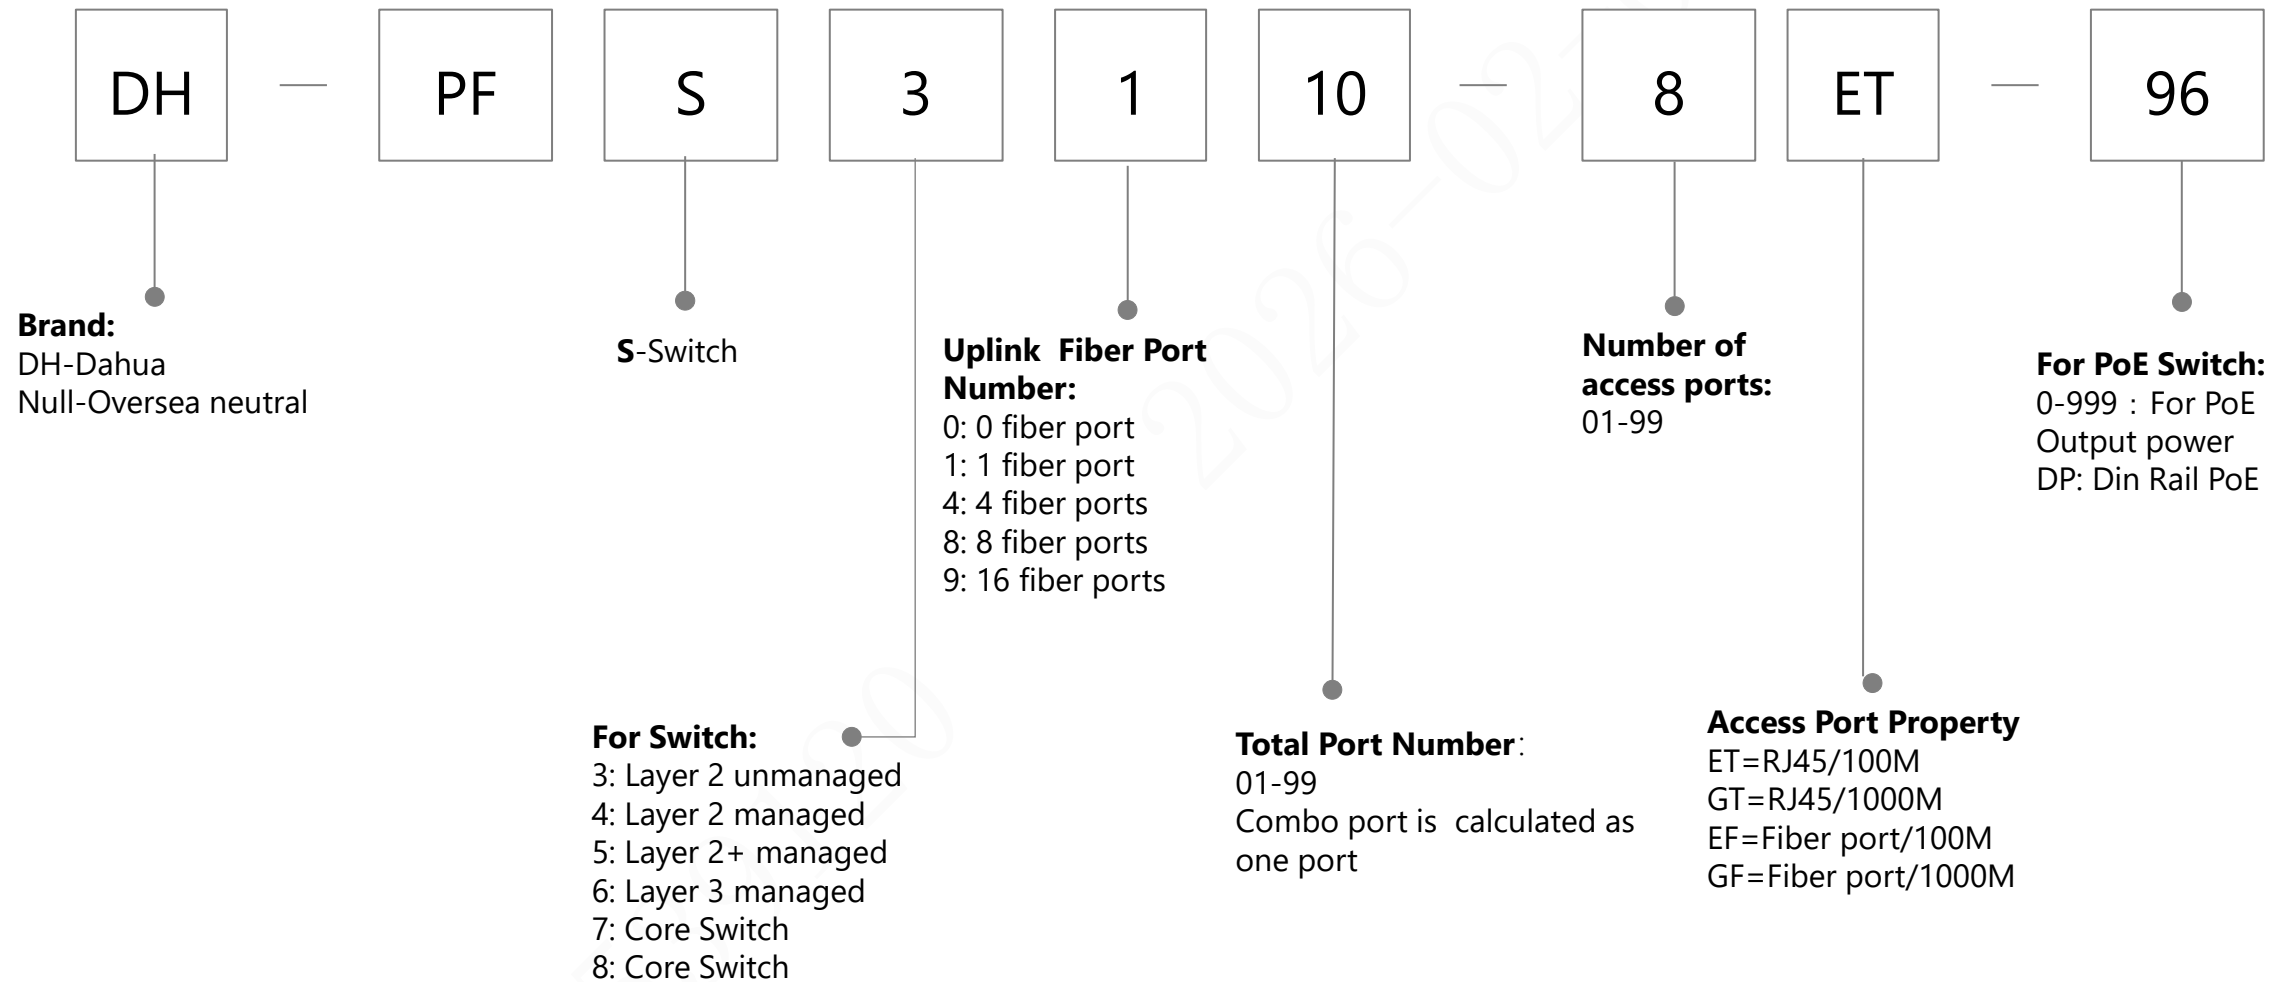 DH — PF S 3 1 10 — 8 ET — 96
Brand:
DH-Dahua
Null-Oversea neutral
S-Switch
Uplink Fiber Port
Number:
0: 0 fiber port
1: 1 fiber port
4: 4 fiber ports
8: 8 fiber ports
9: 16 fiber ports
Number of
access ports:
01-99
For PoE Switch:
0-999：For PoE
Output power
DP: Din Rail PoE
For Switch:
3: Layer 2 unmanaged
4: Layer 2 managed
5: Layer 2+ managed
6: Layer 3 managed
7: Core Switch
8: Core Switch
Total Port Number：
01-99
Combo port is calculated as
one port
Access Port Property
ET=RJ45/100M
GT=RJ45/1000M
EF=Fiber port/100M
GF=Fiber port/1000M